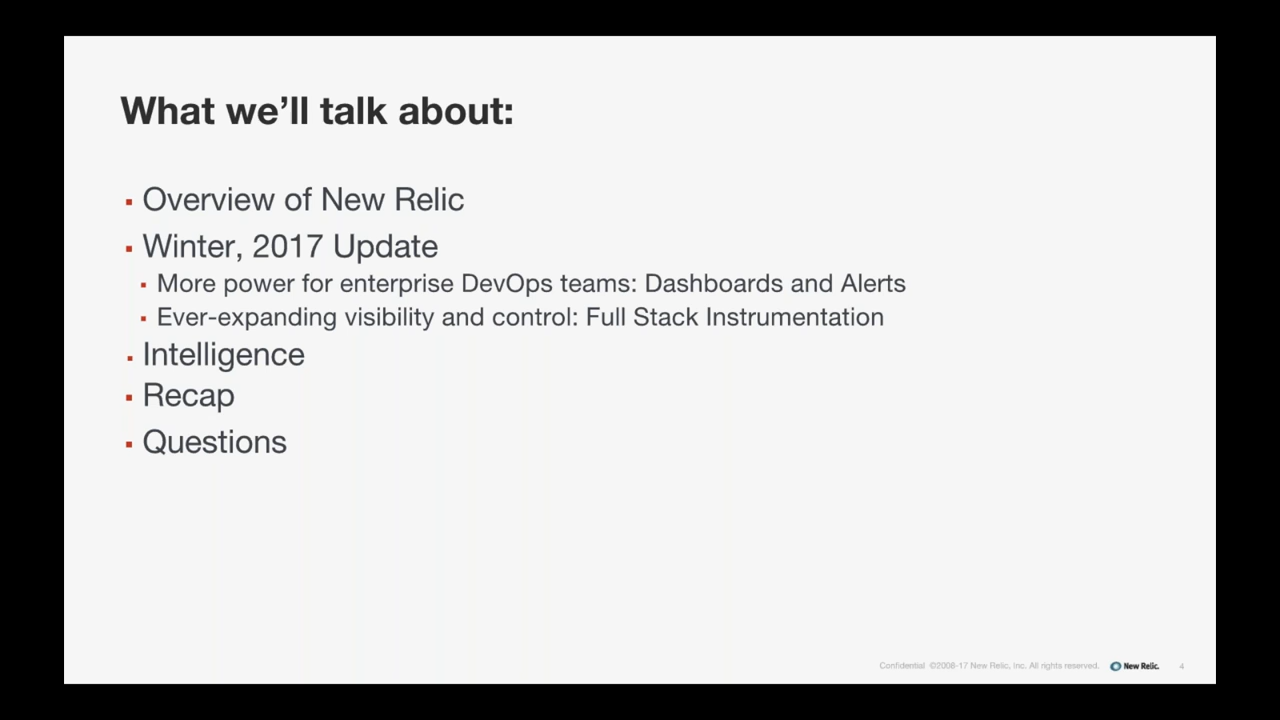 What we’ll talk about:
▪ Overview of New Relic
▪ Winter, 2017 Update
▪ More power for enterprise DevOps teams: Dashboards and Alerts
▪ Ever-expanding visibility and control: Full Stack Instrumentation
▪ Intelligence
▪ Recap
▪ Questions
Confidential ©2008-17 New Relic, Inc. All rights reserved. New Relic. 4